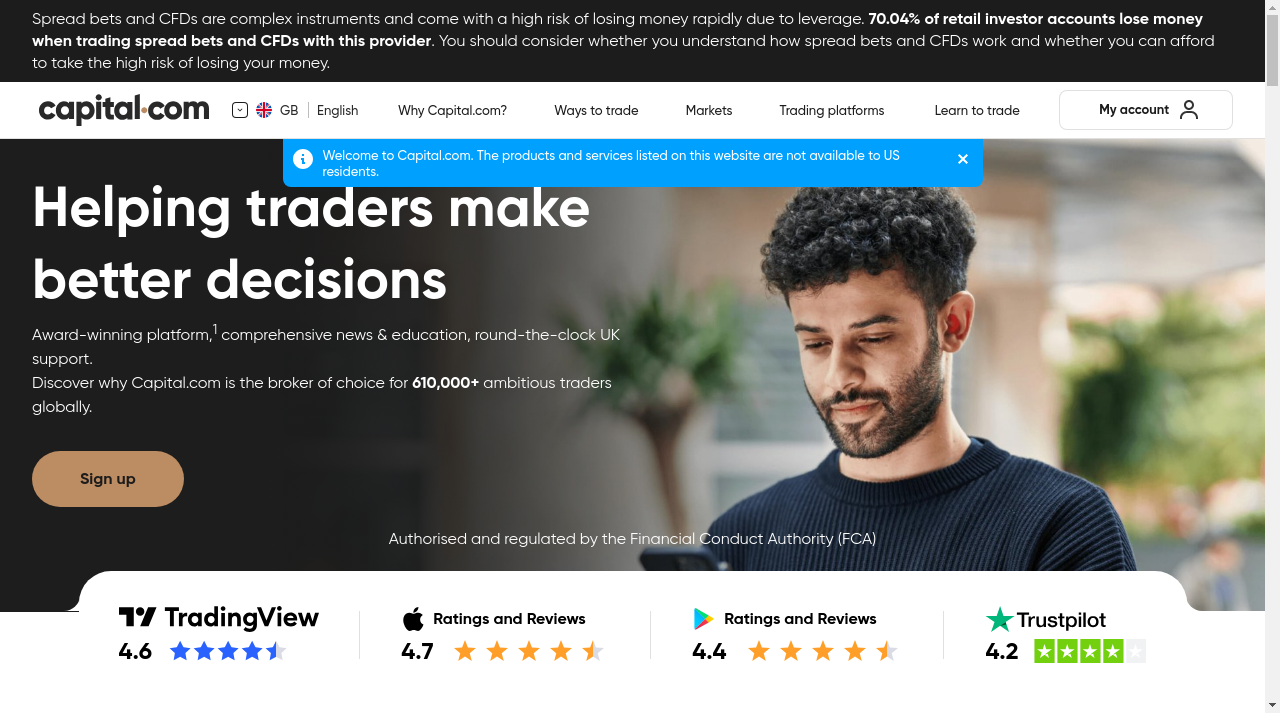 Spread bets and CFDs are complex instruments and come with a high risk of losing money rapidly due to leverage. 70.04% of retail investor accounts lose money
when trading spread bets and CFDs with this provider. You should consider whether you understand how spread bets and CFDs work and whether you can afford
to take the high risk of losing your money.
capital.com GB English Why Capital.com? Ways to trade Markets Trading platforms Learn to trade My account
Welcome to Capital.com. The products and services listed on this website are not available to US
residents.
Helping traders make
better decisions
Award-winning platform,1 comprehensive news & education, round-the-clock UK
support.
Discover why Capital.com is the broker of choice for 610,000+ ambitious traders
globally.
Sign up
Authorised and regulated by the Financial Conduct Authority (FCA)
TradingView
4.6
Ratings and Reviews
4.7
Ratings and Reviews
4.4
Trustpilot
4.2